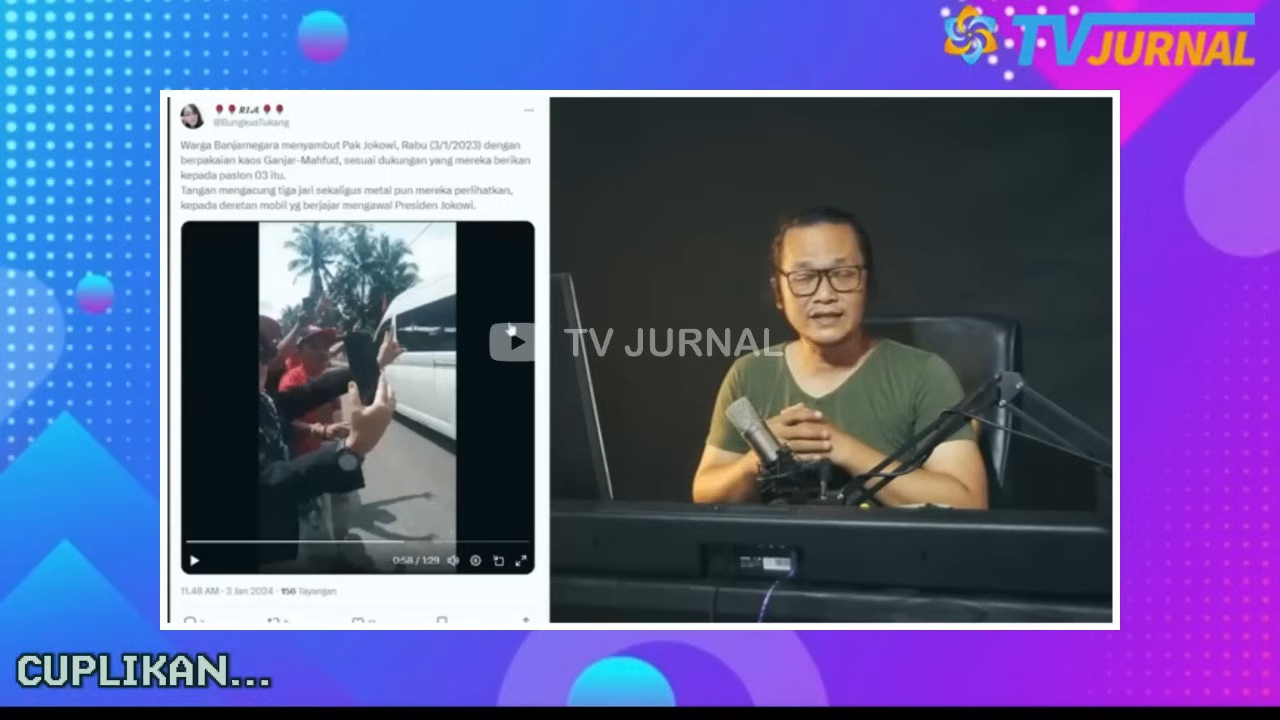 TV JURNAL
🌹🌹RIA🌹🌹
@BungkusTukang
Warga Banjarnegara menyambut Pak Jokowi, Rabu (3/1/2023) dengan
berpakaian kaos Ganjar-Mahfud, sesuai dukungan yang mereka berikan
kepada paslon 03 itu.
Tangan mengacung tiga jari sekaligus metal pun mereka perlihatkan,
kepada deretan mobil yg berjajar mengawal Presiden Jokowi.
TV JURNAL
0:58 / 1:29
11.48 AM · 3 Jan 2024 · 156 Tayangan
CUPLIKAN...